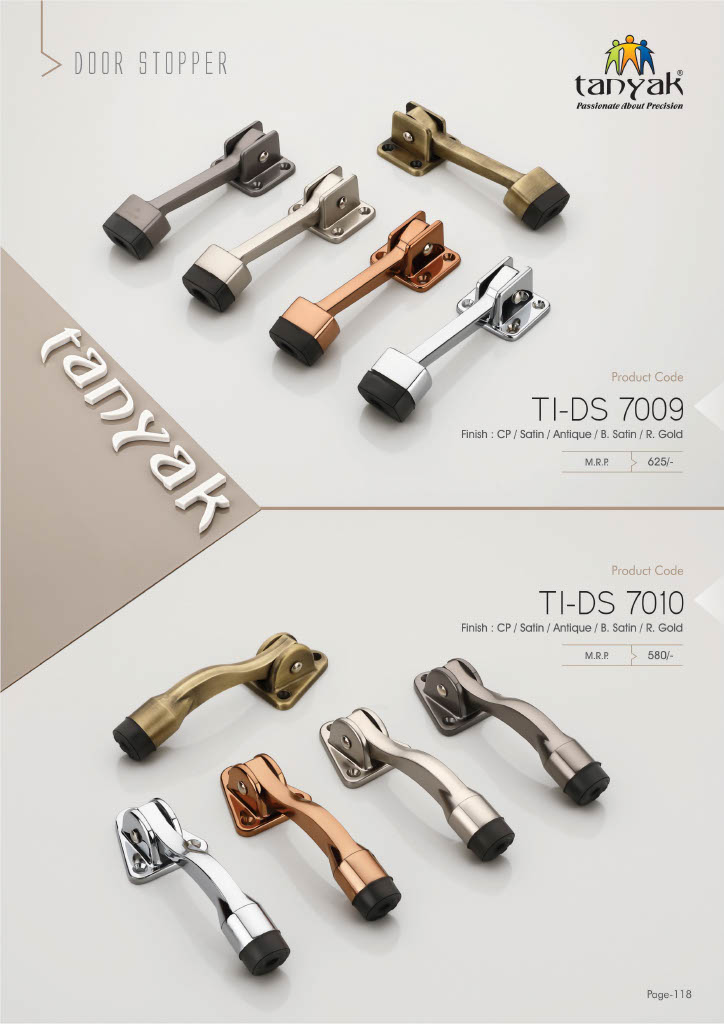 DOOR STOPPER
tanyak®
Passionate About Precision
tanyak
Product Code
TI-DS 7009
Finish : CP / Satin / Antique / B. Satin / R. Gold
M.R.P. 625/-
Product Code
TI-DS 7010
Finish : CP / Satin / Antique / B. Satin / R. Gold
M.R.P. 580/-
Page-118